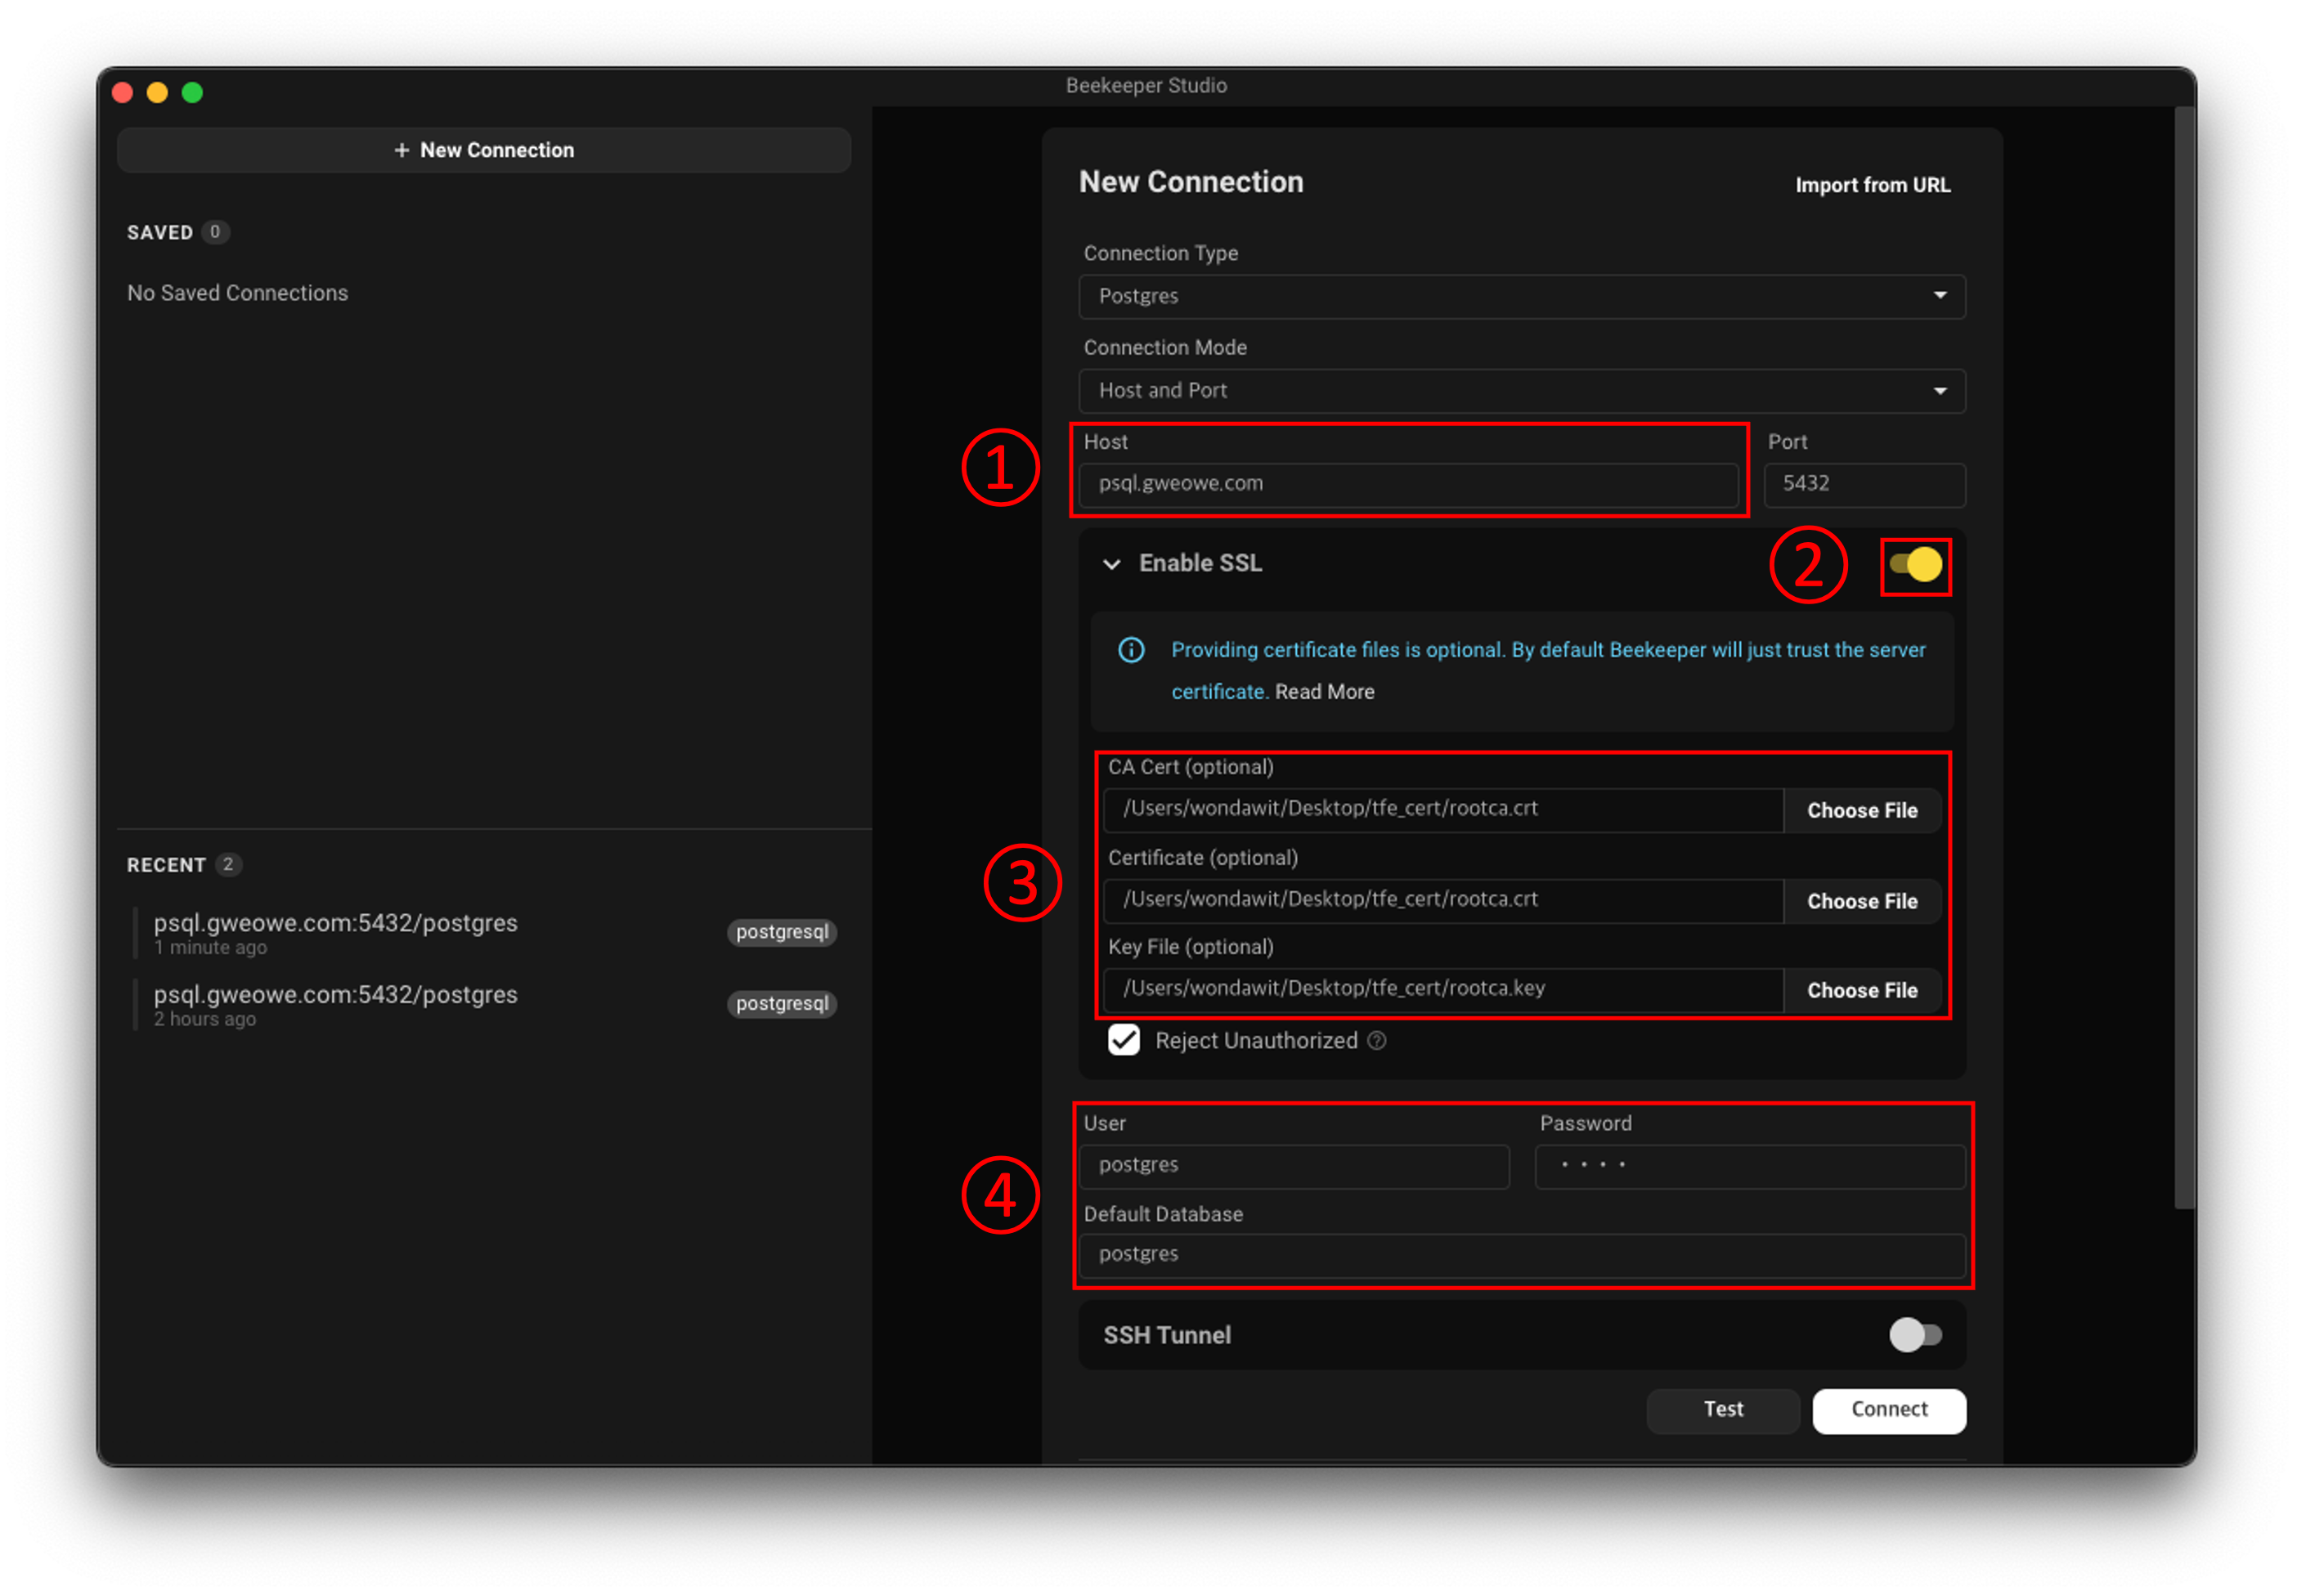 Beekeeper Studio
+ New Connection
SAVED 0
No Saved Connections
RECENT 2
psql.gweowe.com:5432/postgres
1 minute ago
postgresql
psql.gweowe.com:5432/postgres
2 hours ago
postgresql
New Connection
Import from URL
Connection Type
Postgres
Connection Mode
Host and Port
①
Host
psql.gweowe.com
Port
5432
Enable SSL
②
Providing certificate files is optional. By default Beekeeper will just trust the server
certificate. Read More
③
CA Cert (optional)
/Users/wondawit/Desktop/tfe_cert/rootca.crt
Choose File
Certificate (optional)
/Users/wondawit/Desktop/tfe_cert/rootca.crt
Choose File
Key File (optional)
/Users/wondawit/Desktop/tfe_cert/rootca.key
Choose File
Reject Unauthorized ?
④
User
postgres
Password
••••
Default Database
postgres
SSH Tunnel
Test
Connect